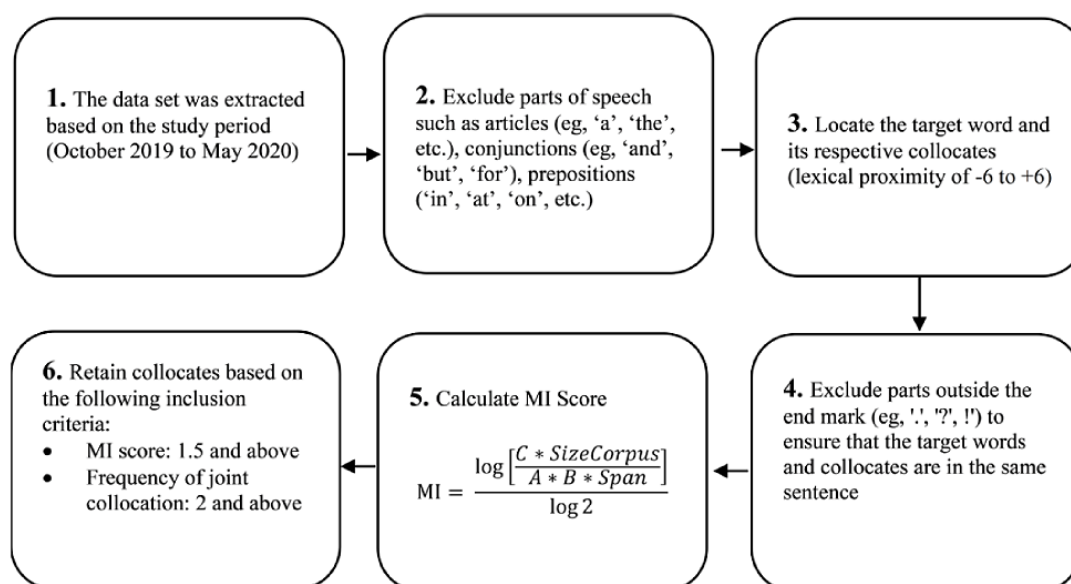 1. The data set was extracted
based on the study period
(October 2019 to May 2020)
2. Exclude parts of speech
such as articles (eg, ‘a’, ‘the’,
etc.), conjunctions (eg, ‘and’,
‘but’, ‘for’), prepositions
(‘in’, ‘at’, ‘on’, etc.)
3. Locate the target word and
its respective collocates
(lexical proximity of -6 to +6)
4. Exclude parts outside the
end mark (eg, '.', '?', !') to
ensure that the target words
and collocates are in the same
sentence
5. Calculate MI Score
MI = log[C * SizeCorpus / A * B * Span] / log 2
6. Retain collocates based on
the following inclusion
criteria:
• MI score: 1.5 and above
• Frequency of joint
collocation: 2 and above